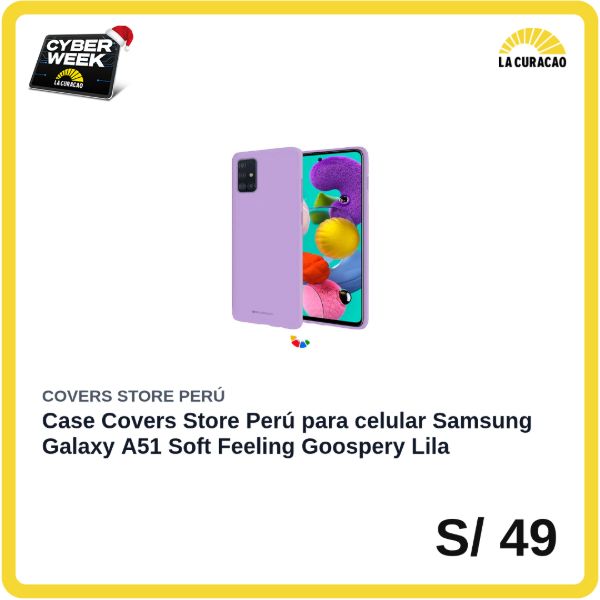 CYBER
WEEK
LA CURACAO
LA CURACAO
COVERS STORE PERÚ
Case Covers Store Perú para celular Samsung
Galaxy A51 Soft Feeling Goospery Lila
S/ 49